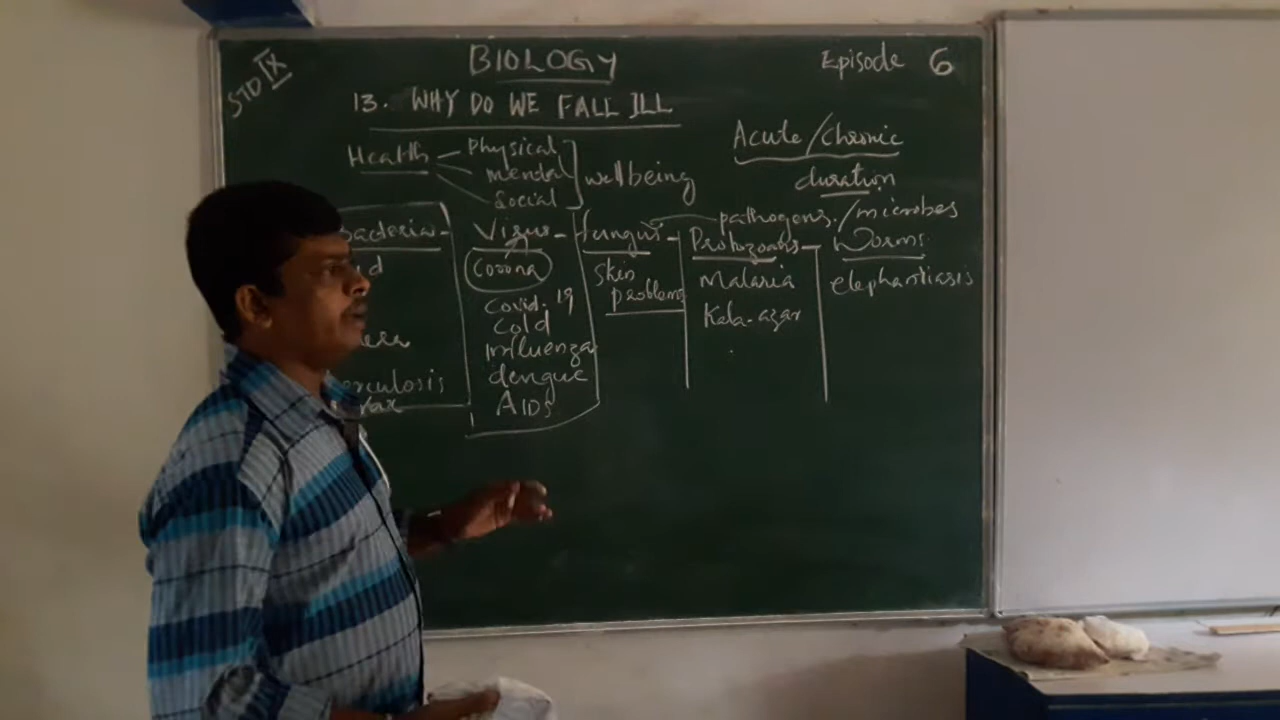 STD IX
BIOLOGY
Episode 6
13. WHY DO WE FALL ILL
Acute/Chronic
duration
Health
Physical
mental
Social
wellbeing
pathogens./microbes
Bacteria -
Virus -
fungus -
Protozoans -
Worms
Corona
Covid-19
Cold
influenza
dengue
AIDS
Skin
problems
Malaria
Kala-azar
elephantiasis